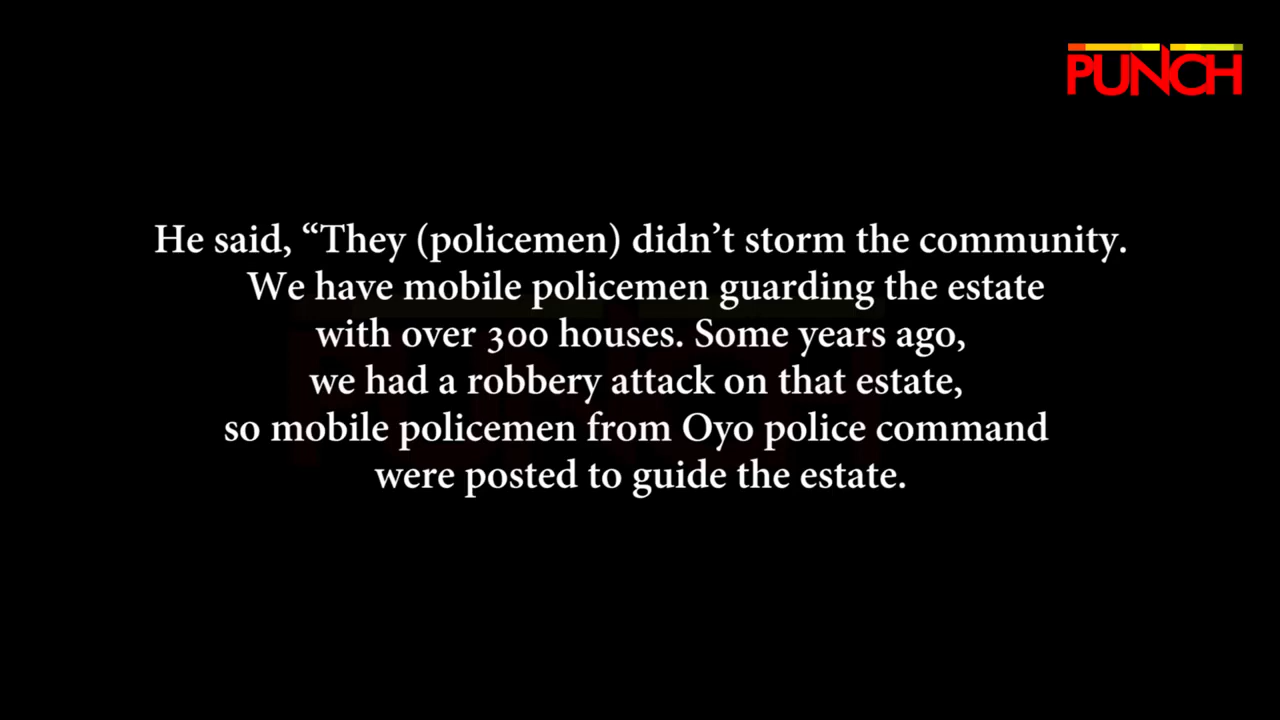 PUNCH
He said, “They (policemen) didn’t storm the community.
We have mobile policemen guarding the estate
with over 300 houses. Some years ago,
we had a robbery attack on that estate,
so mobile policemen from Oyo police command
were posted to guide the estate.